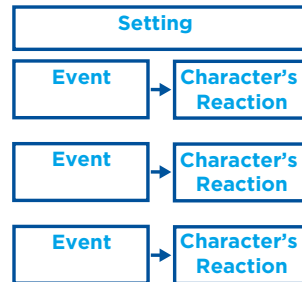 Setting
Event
Character's
Reaction
Event
Character's
Reaction
Event
Character's
Reaction